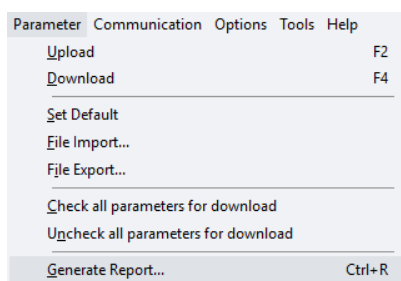 Parameter Communication Options Tools Help
Upload F2
Download F4
Set Default
File Import...
File Export...
Check all parameters for download
Uncheck all parameters for download
Generate Report... Ctrl+R